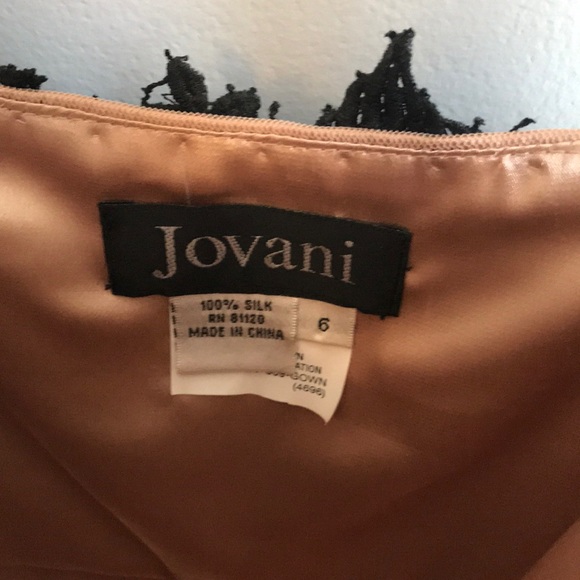 Jovani
100% SILK
RN 81120
MADE IN CHINA
6
GOWN
(4696)